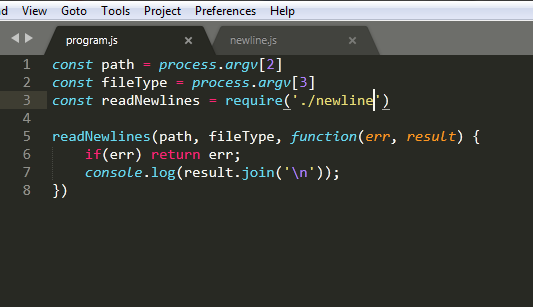 d View Goto Tools Project Preferences Help
program.js × newline.js ×
1 const path = process.argv[2]
2 const fileType = process.argv[3]
3 const readNewlines = require('./newline')
4
5 readNewlines(path, fileType, function(err, result) {
6     if(err) return err;
7     console.log(result.join('\n'));
8 })